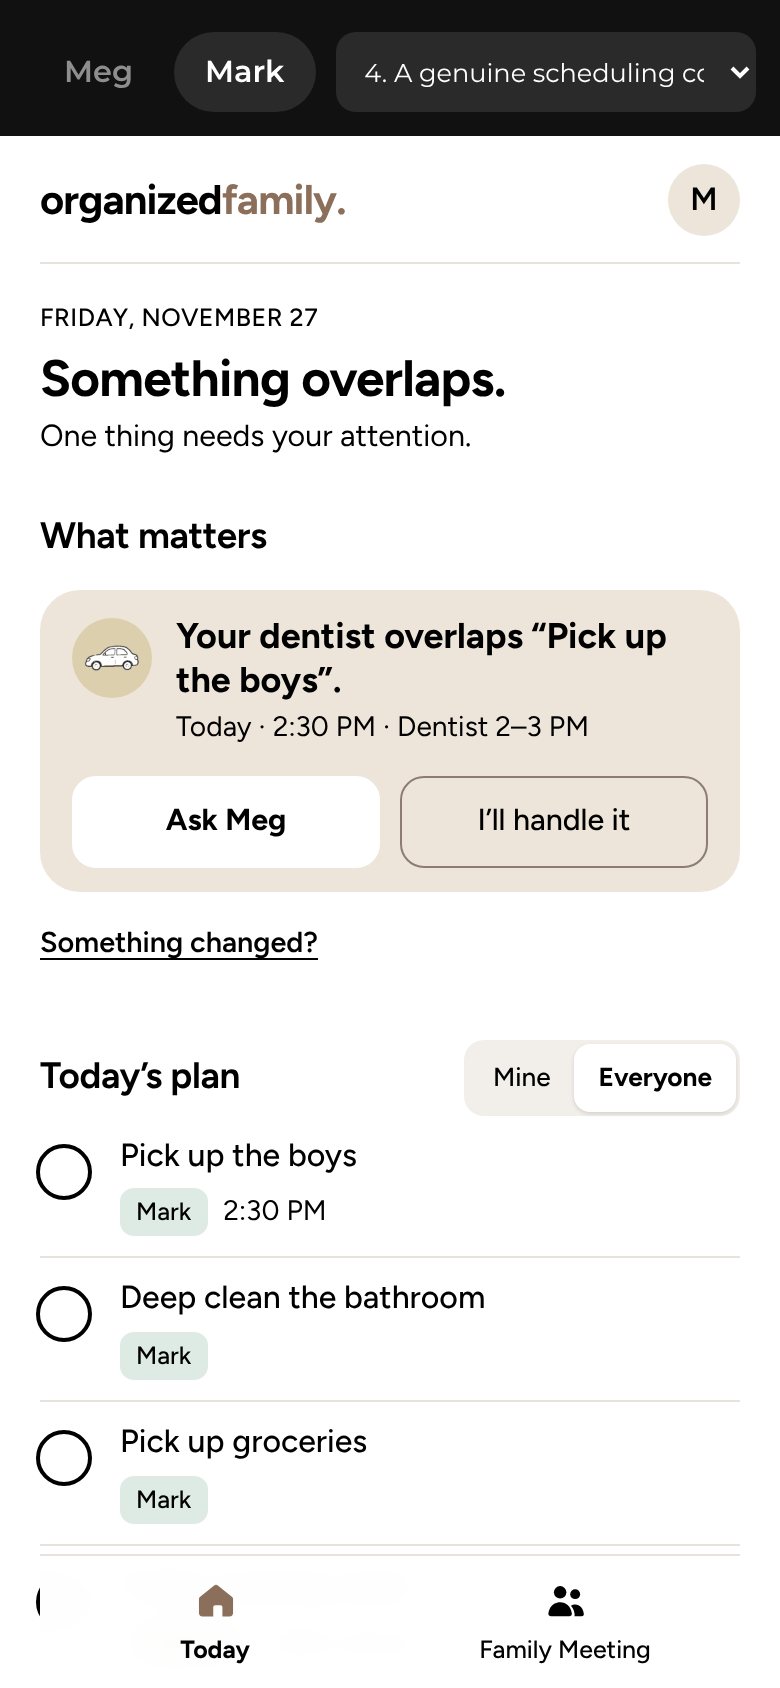 Meg
Mark
4. A genuine scheduling cc
organizedfamily.
M
FRIDAY, NOVEMBER 27
Something overlaps.
One thing needs your attention.
What matters
Your dentist overlaps “Pick up
the boys”.
Today · 2:30 PM · Dentist 2–3 PM
Ask Meg
I’ll handle it
Something changed?
Today’s plan
Mine
Everyone
Pick up the boys
Mark 2:30 PM
Deep clean the bathroom
Mark
Pick up groceries
Mark
Today
Family Meeting